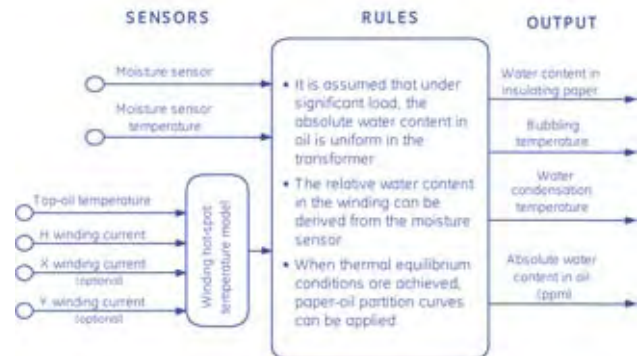 SENSORS
RULES
OUTPUT
Moisture sensor
Moisture sensor
temperature
Top-oil temperature
H winding current
X winding current
(optional)
Y winding current
(optional)
Winding hot-spot
temperature model
• It is assumed that under
significant load, the
absolute water content in
oil is uniform in the
transformer
• The relative water content
in the winding can be
derived from the moisture
sensor
• When thermal equilibrium
conditions are achieved,
paper-oil partition curves
can be applied
Water content in
insulating paper
Bubbling
temperature
Water
condensation
temperature
Absolute water
content in oil
(ppm)